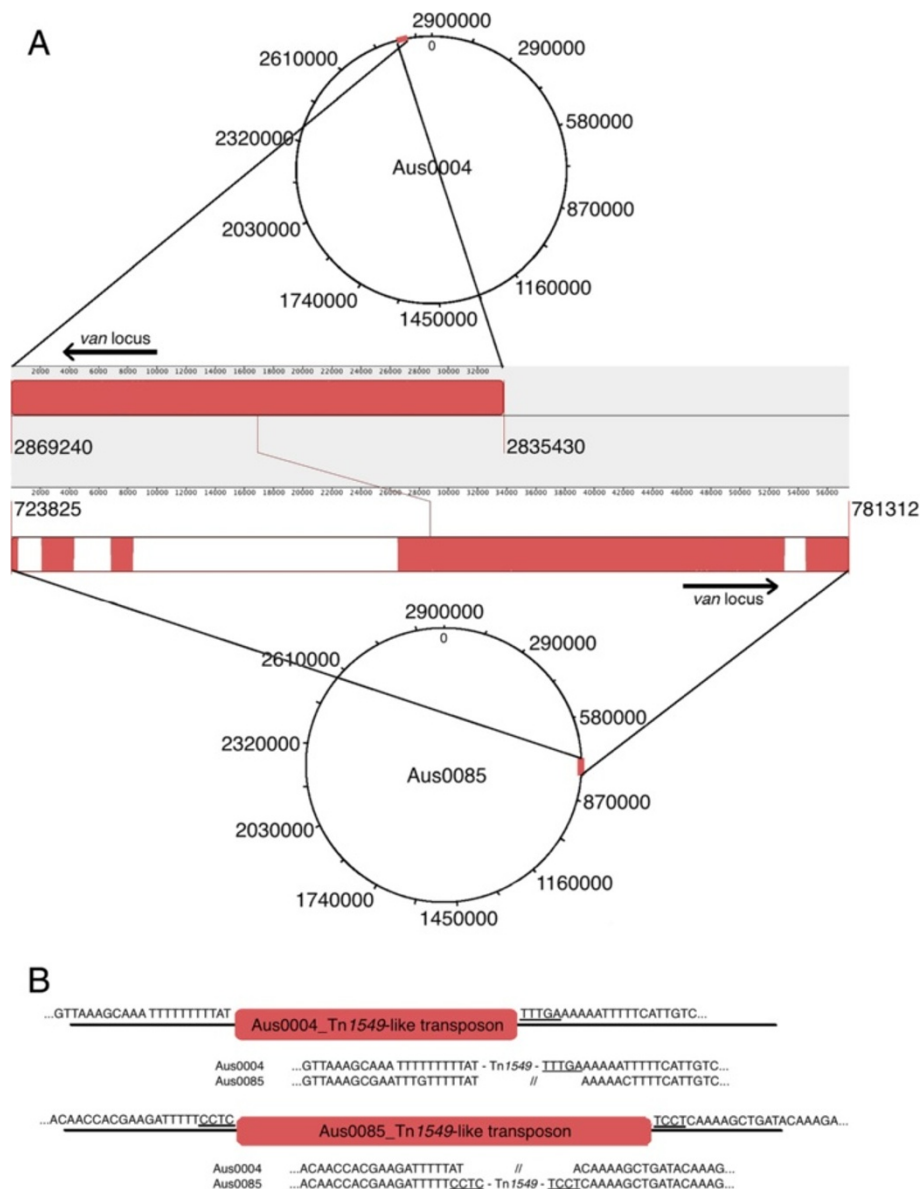 A
2900000
0
2610000
290000
2320000
580000
Aus0004
2030000
870000
1740000
1160000
1450000
van locus
2000 4000 6000 8000 10000 12000 14000 16000 18000 20000 22000 24000 26000 28000 30000 32000
2869240
2835430
2000 4000 6000 8000 10000 12000 14000 16000 18000 20000 22000 24000 26000 28000 30000 32000 34000 36000 38000 40000 42000 44000 46000 48000 50000 52000 54000 56000
723825
781312
van locus
2900000
0
2610000
290000
580000
2320000
Aus0085
870000
2030000
1740000
1160000
1450000
B
...GTTAAAGCAAA TTTTTTTTTTAT
Aus0004_Tn1549-like transposon
TTTGAAAAAATTTTTCATTGTC...
Aus0004 ...GTTAAAGCAAA TTTTTTTTTTAT - Tn1549 - TTTGAAAAAATTTTTCATTGTC...
Aus0085 ...GTTAAAGCGAATTTGTTTTTAT // AAAAACTTTTCATTGTC...
...ACAACCACGAAGATTTTTCCTC
Aus0085_Tn1549-like transposon
TCCTCAAAAGCTGATACAAAGA...
Aus0004 ...ACAACCACGAAGATTTTTAT // ACAAAAGCTGATACAAAG...
Aus0085 ...ACAACCACGAAGATTTTTCCTC - Tn1549 - TCCTCAAAAGCTGATACAAAG...